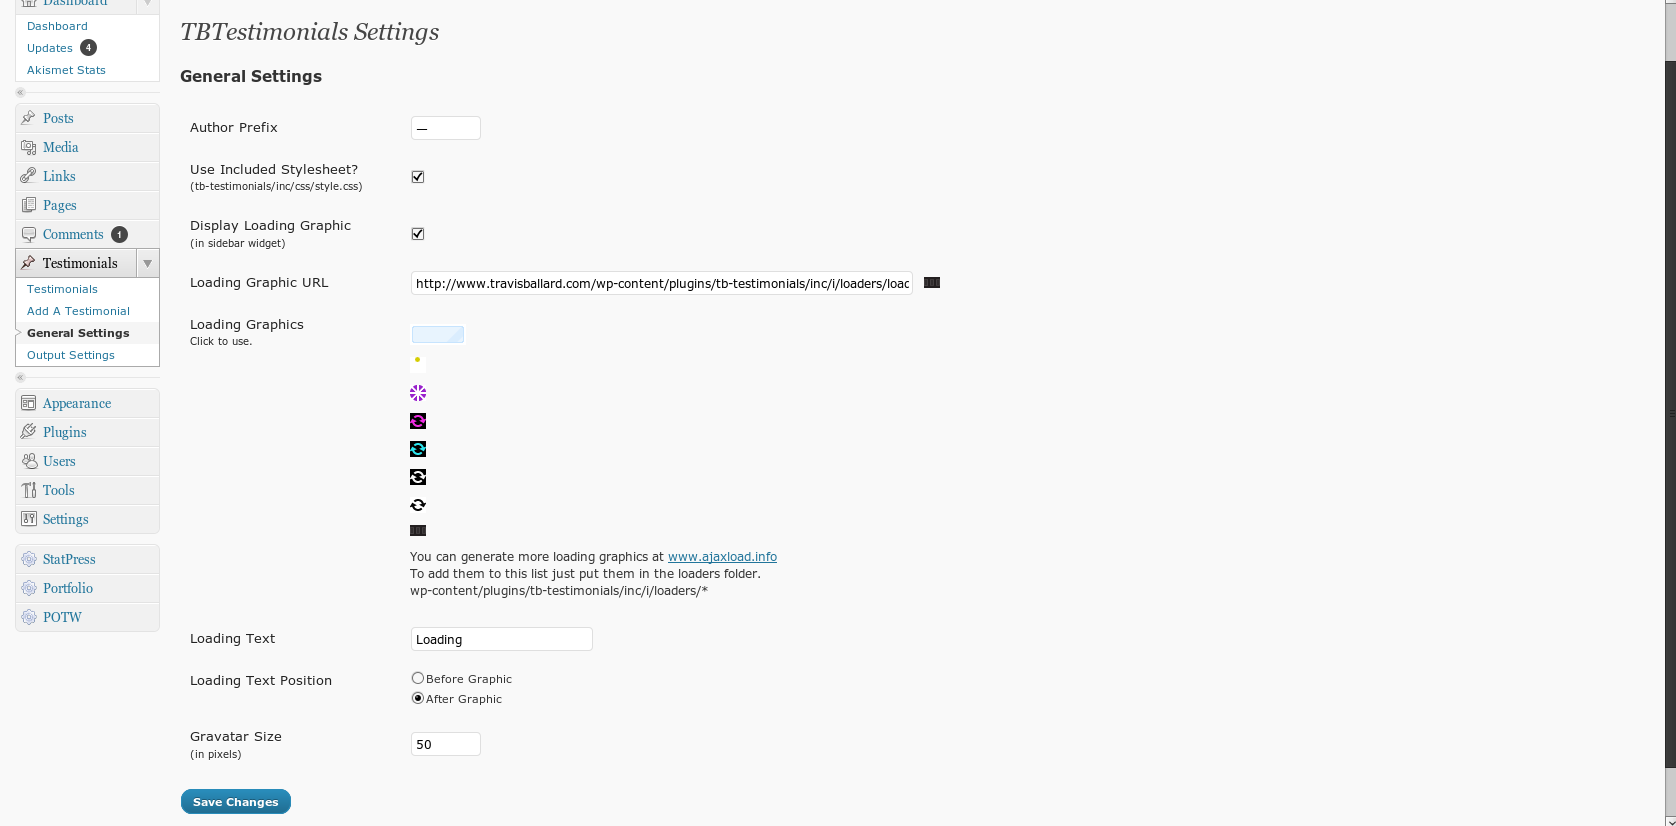 Dashboard
Dashboard
Updates 4
Akismet Stats
Posts
Media
Links
Pages
Comments 1
Testimonials
Testimonials
Add A Testimonial
General Settings
Output Settings
Appearance
Plugins
Users
Tools
Settings
StatPress
Portfolio
POTW
TBTestimonials Settings
General Settings
Author Prefix
—
Use Included Stylesheet?
(tb-testimonials/inc/css/style.css)
Display Loading Graphic
(in sidebar widget)
Loading Graphic URL
http://www.travisballard.com/wp-content/plugins/tb-testimonials/inc/i/loaders/loac
Loading Graphics
Click to use.
You can generate more loading graphics at www.ajaxload.info
To add them to this list just put them in the loaders folder.
wp-content/plugins/tb-testimonials/inc/i/loaders/*
Loading Text
Loading
Loading Text Position
Before Graphic
After Graphic
Gravatar Size
(in pixels)
50
Save Changes